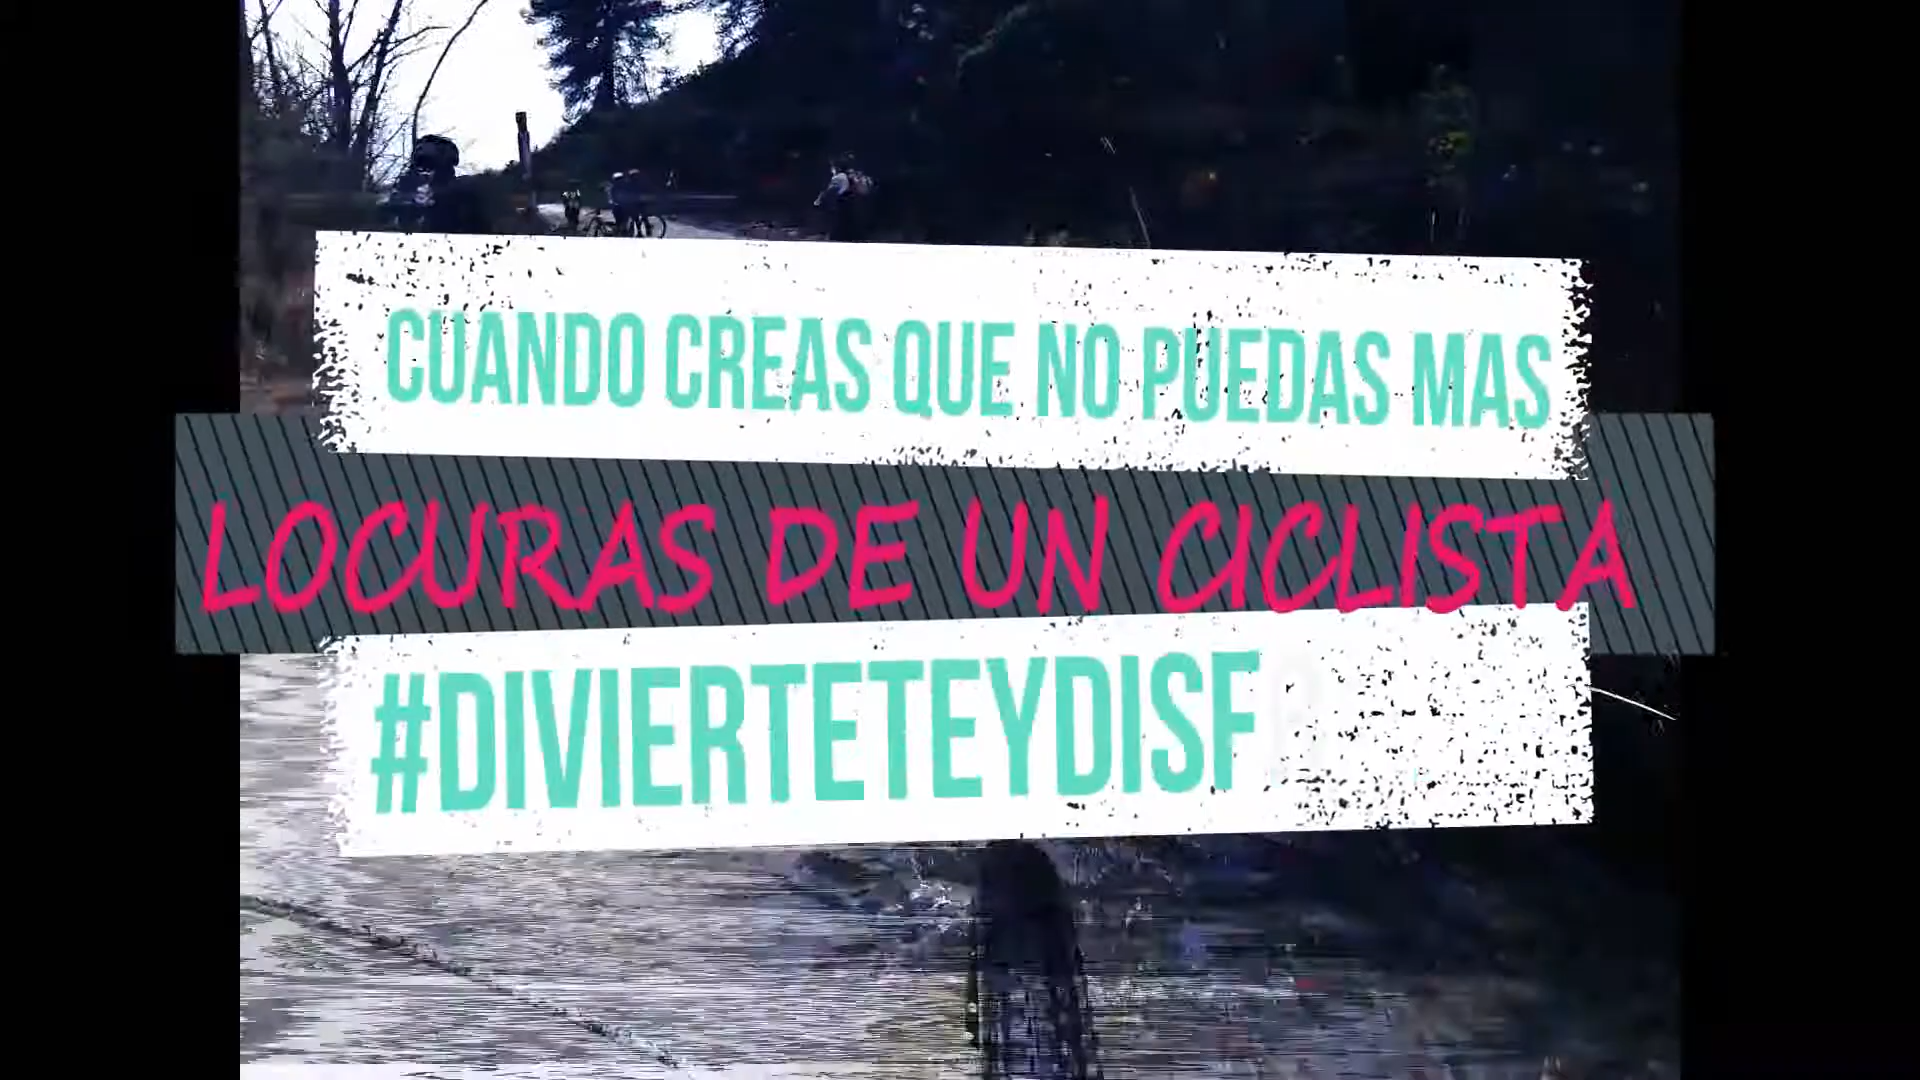 CUANDO CREAS QUE NO PUEDAS MAS
LOCURAS DE UN CICLISTA
#DIVIERTETEYDISF